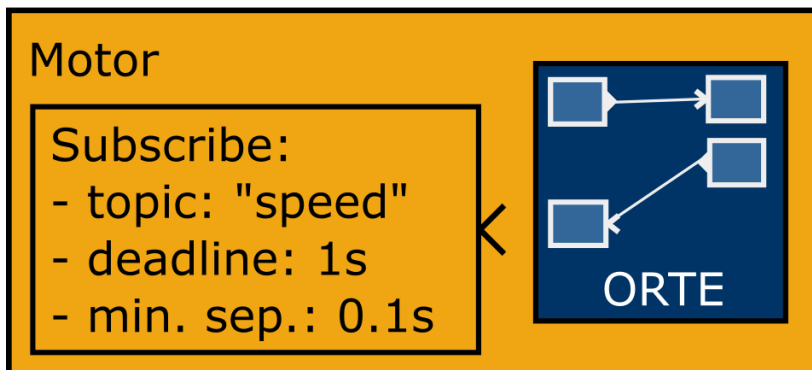 Motor
Subscribe:
- topic: "speed"
- deadline: 1s
- min. sep.: 0.1s
ORTE